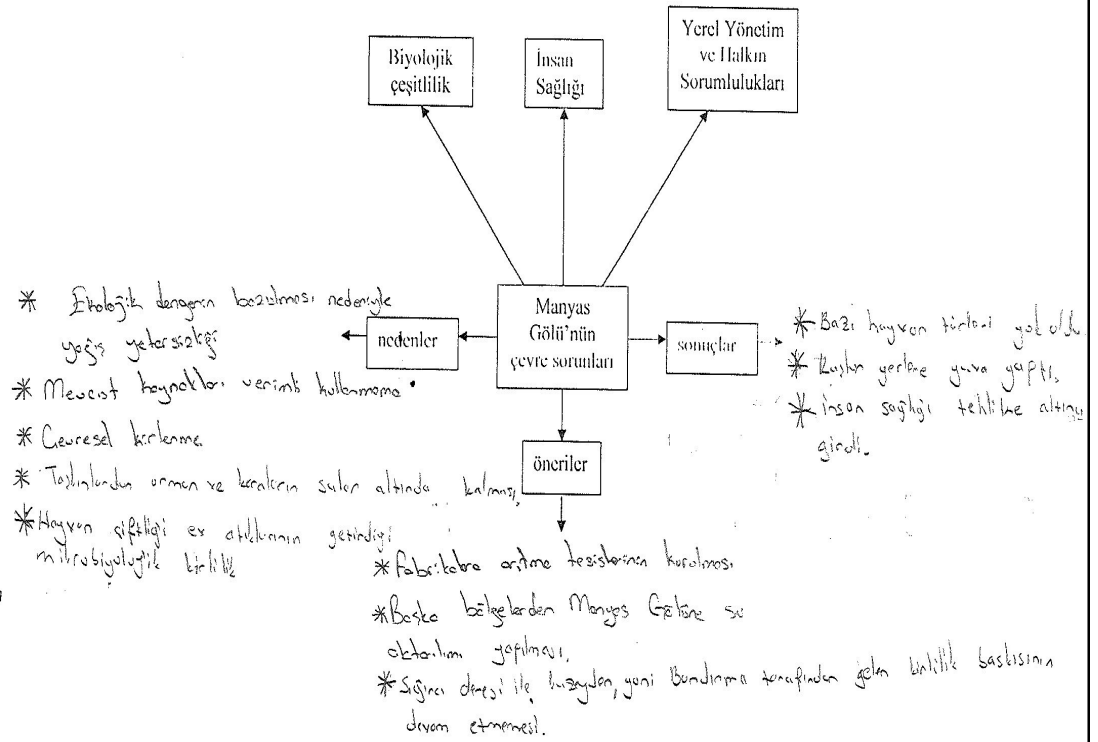 Biyolojik
çeşitlilik
İnsan
Sağlığı
Yerel Yönetim
ve Halkın
Sorumlulukları
Manyas
Gölü'nün
çevre sorunları
nedenler
* Ekolojik dengenin bozulması nedeniyle
yağış yetersizliği
* Mevcut kaynakları verimli kullanmama
* Çevresel kirlenme
* Taşkınlardan orman ve karaların sular altında kalması,
* Hayvan çiftliği ev atıklarının getirdiği
mikrobiyolojik kirlilik
sonuçlar
* Bazı hayvan türleri yok oldu
* Kuşlar yerlere yuva yaptı,
* İnsan sağlığı tehlike altına
girdi.
öneriler
* Fabrikalara arıtma tesislerinin kurulması
* Başka bölgelerden Manyas Gölüne su
aktarımı yapılması,
* Sığırcı deresi ile kuzeyden, yani Bandırma tarafından gelen kirlilik baskısının
devam etmemesi.